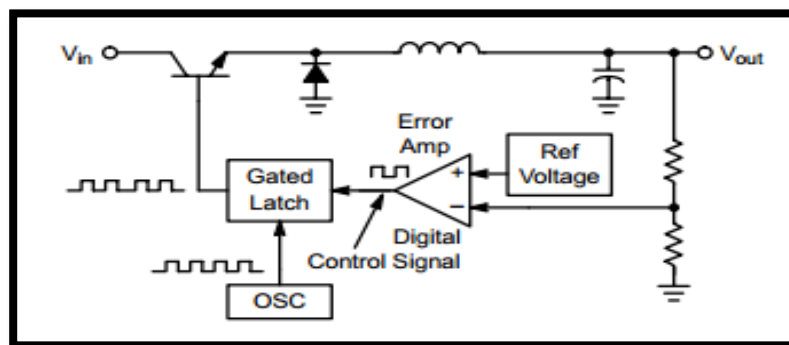 Vin
Vout
Error
Amp
Ref
Voltage
+
−
Gated
Latch
Digital
Control Signal
OSC